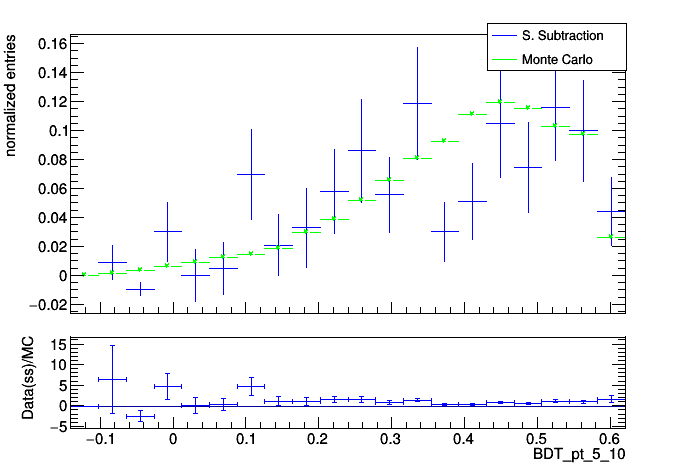 S. Subtraction
Monte Carlo
normalized entries
0.16
0.14
0.12
0.1
0.08
0.06
0.04
0.02
0
−0.02
Data(ss)/MC
15
10
5
0
−5
−0.1 0 0.1 0.2 0.3 0.4 0.5 0.6
BDT_pt_5_10